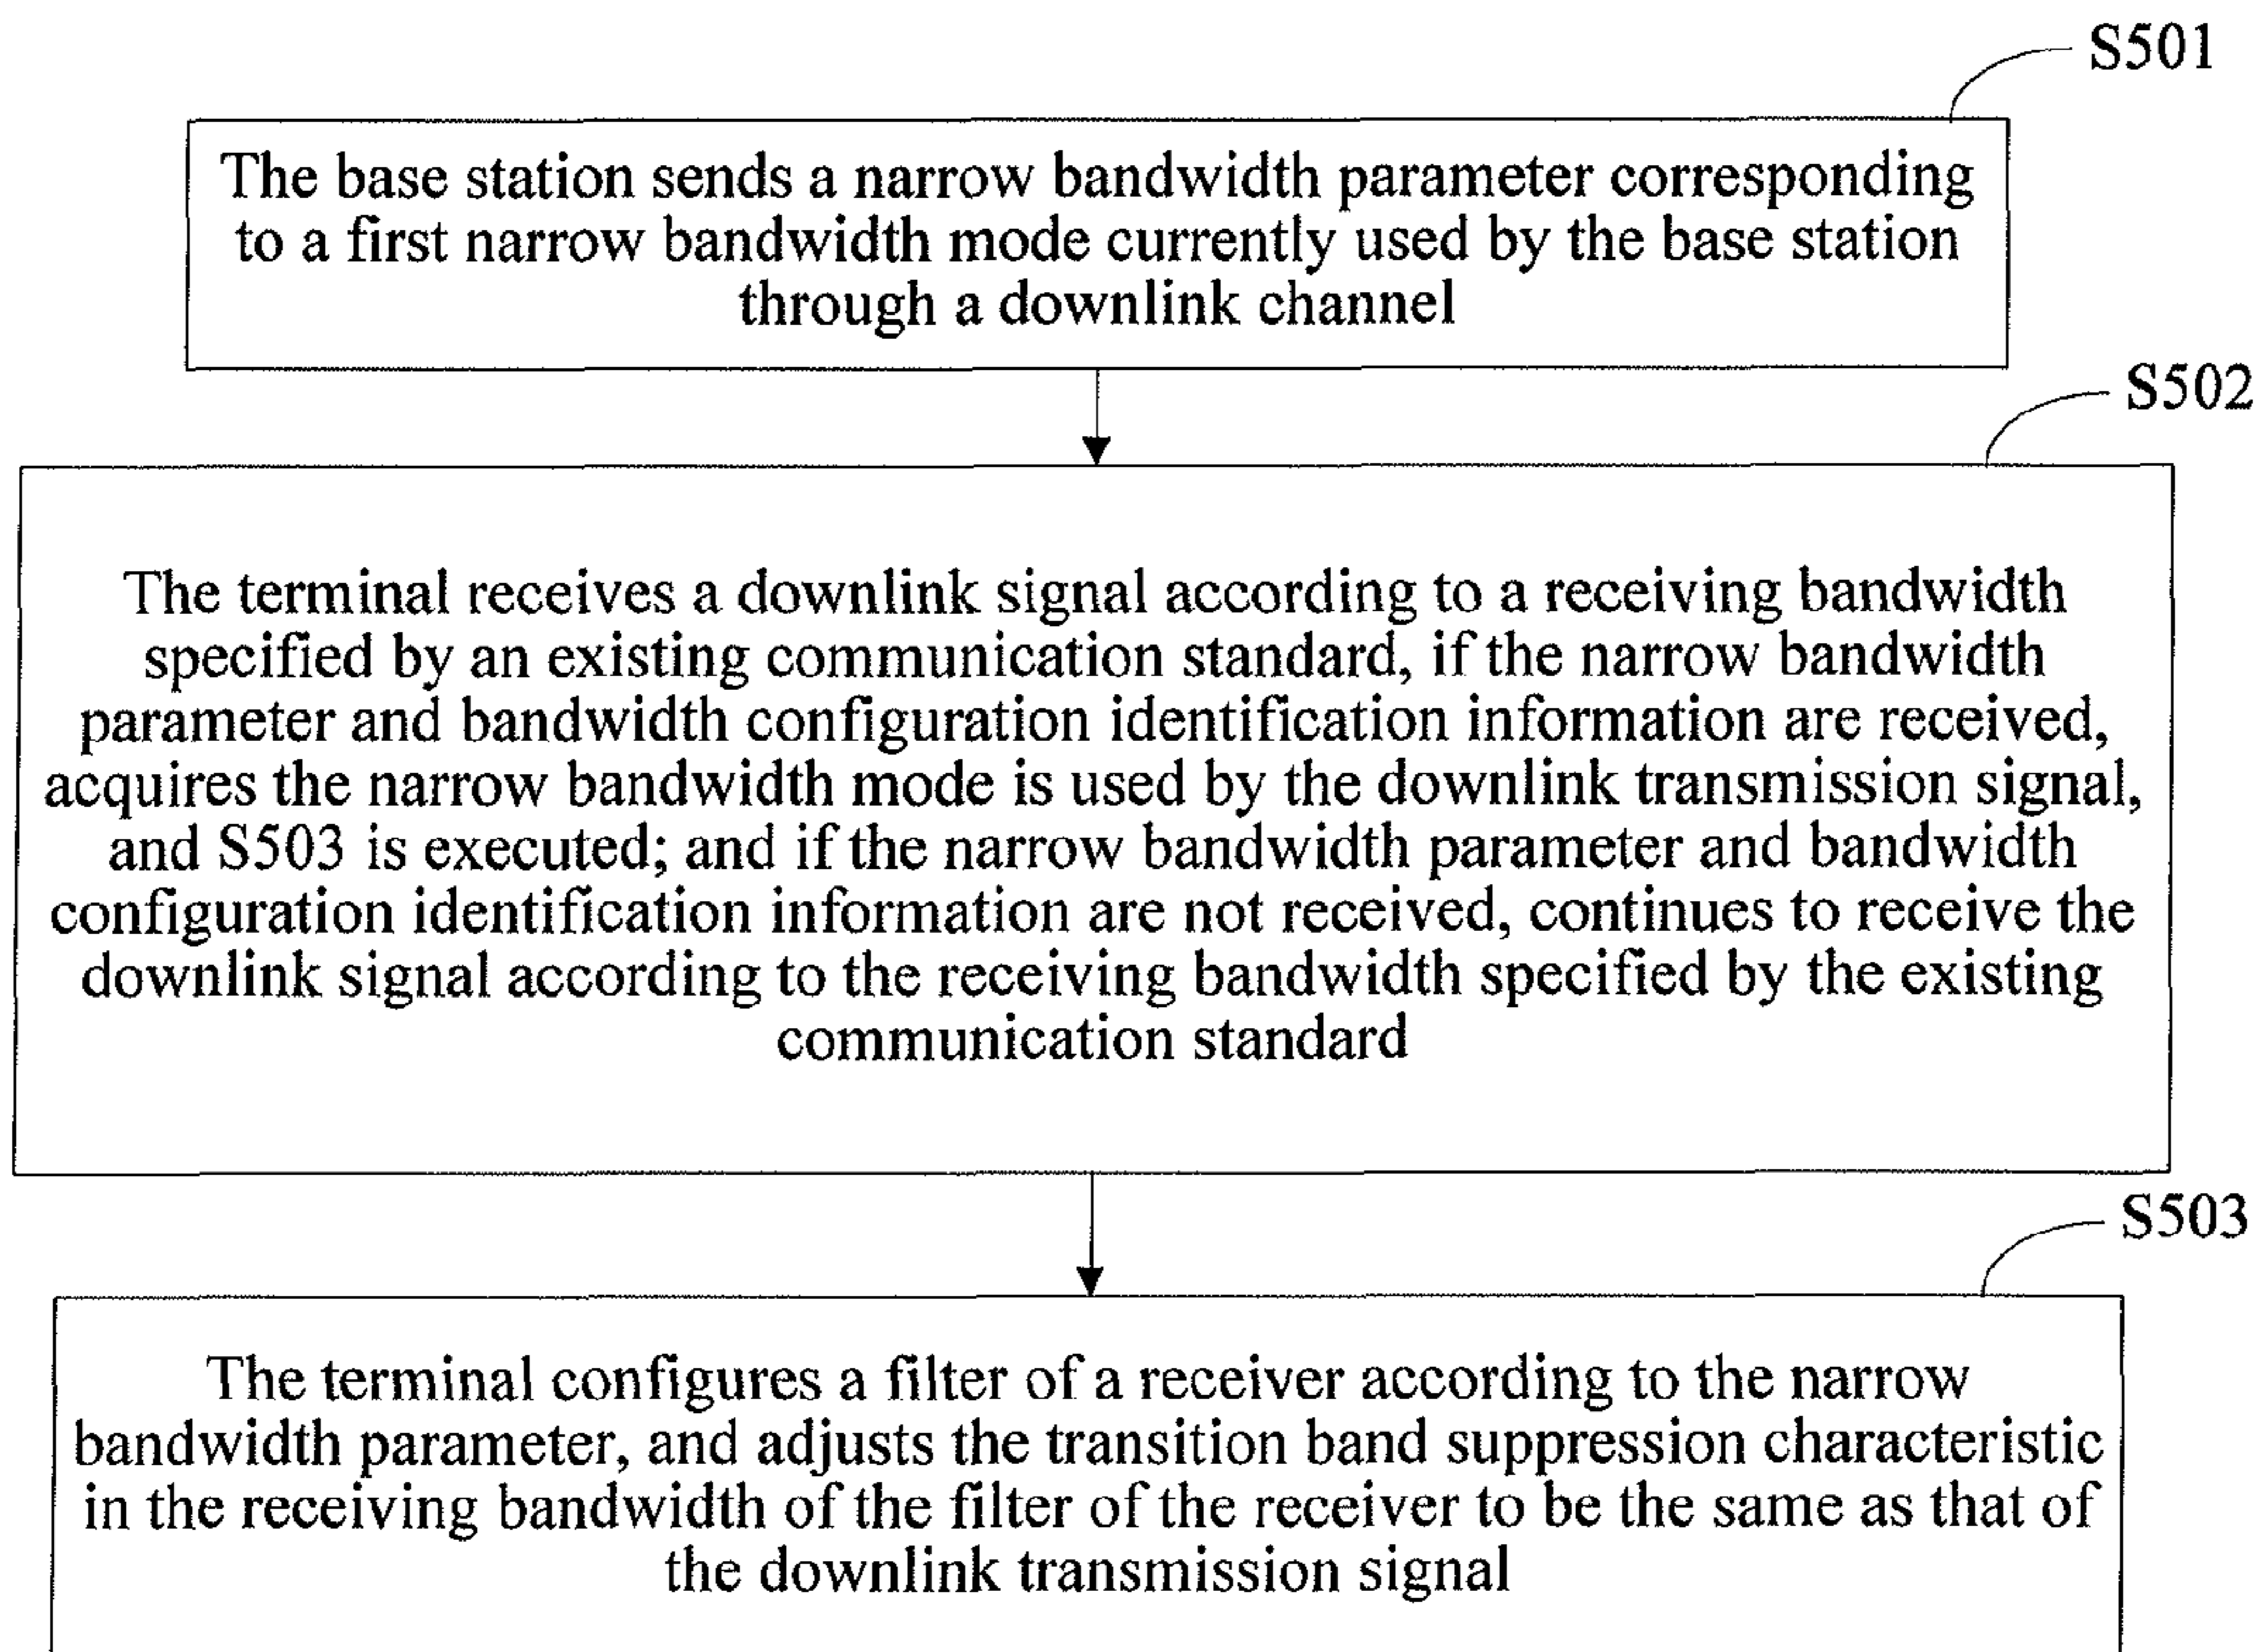 S501
The base station sends a narrow bandwidth parameter corresponding
to a first narrow bandwidth mode currently used by the base station
through a downlink channel
S502
The terminal receives a downlink signal according to a receiving bandwidth
specified by an existing communication standard, if the narrow bandwidth
parameter and bandwidth configuration identification information are received,
acquires the narrow bandwidth mode is used by the downlink transmission signal,
and S503 is executed; and if the narrow bandwidth parameter and bandwidth
configuration identification information are not received, continues to receive the
downlink signal according to the receiving bandwidth specified by the existing
communication standard
S503
The terminal configures a filter of a receiver according to the narrow
bandwidth parameter, and adjusts the transition band suppression characteristic
in the receiving bandwidth of the filter of the receiver to be the same as that of
the downlink transmission signal